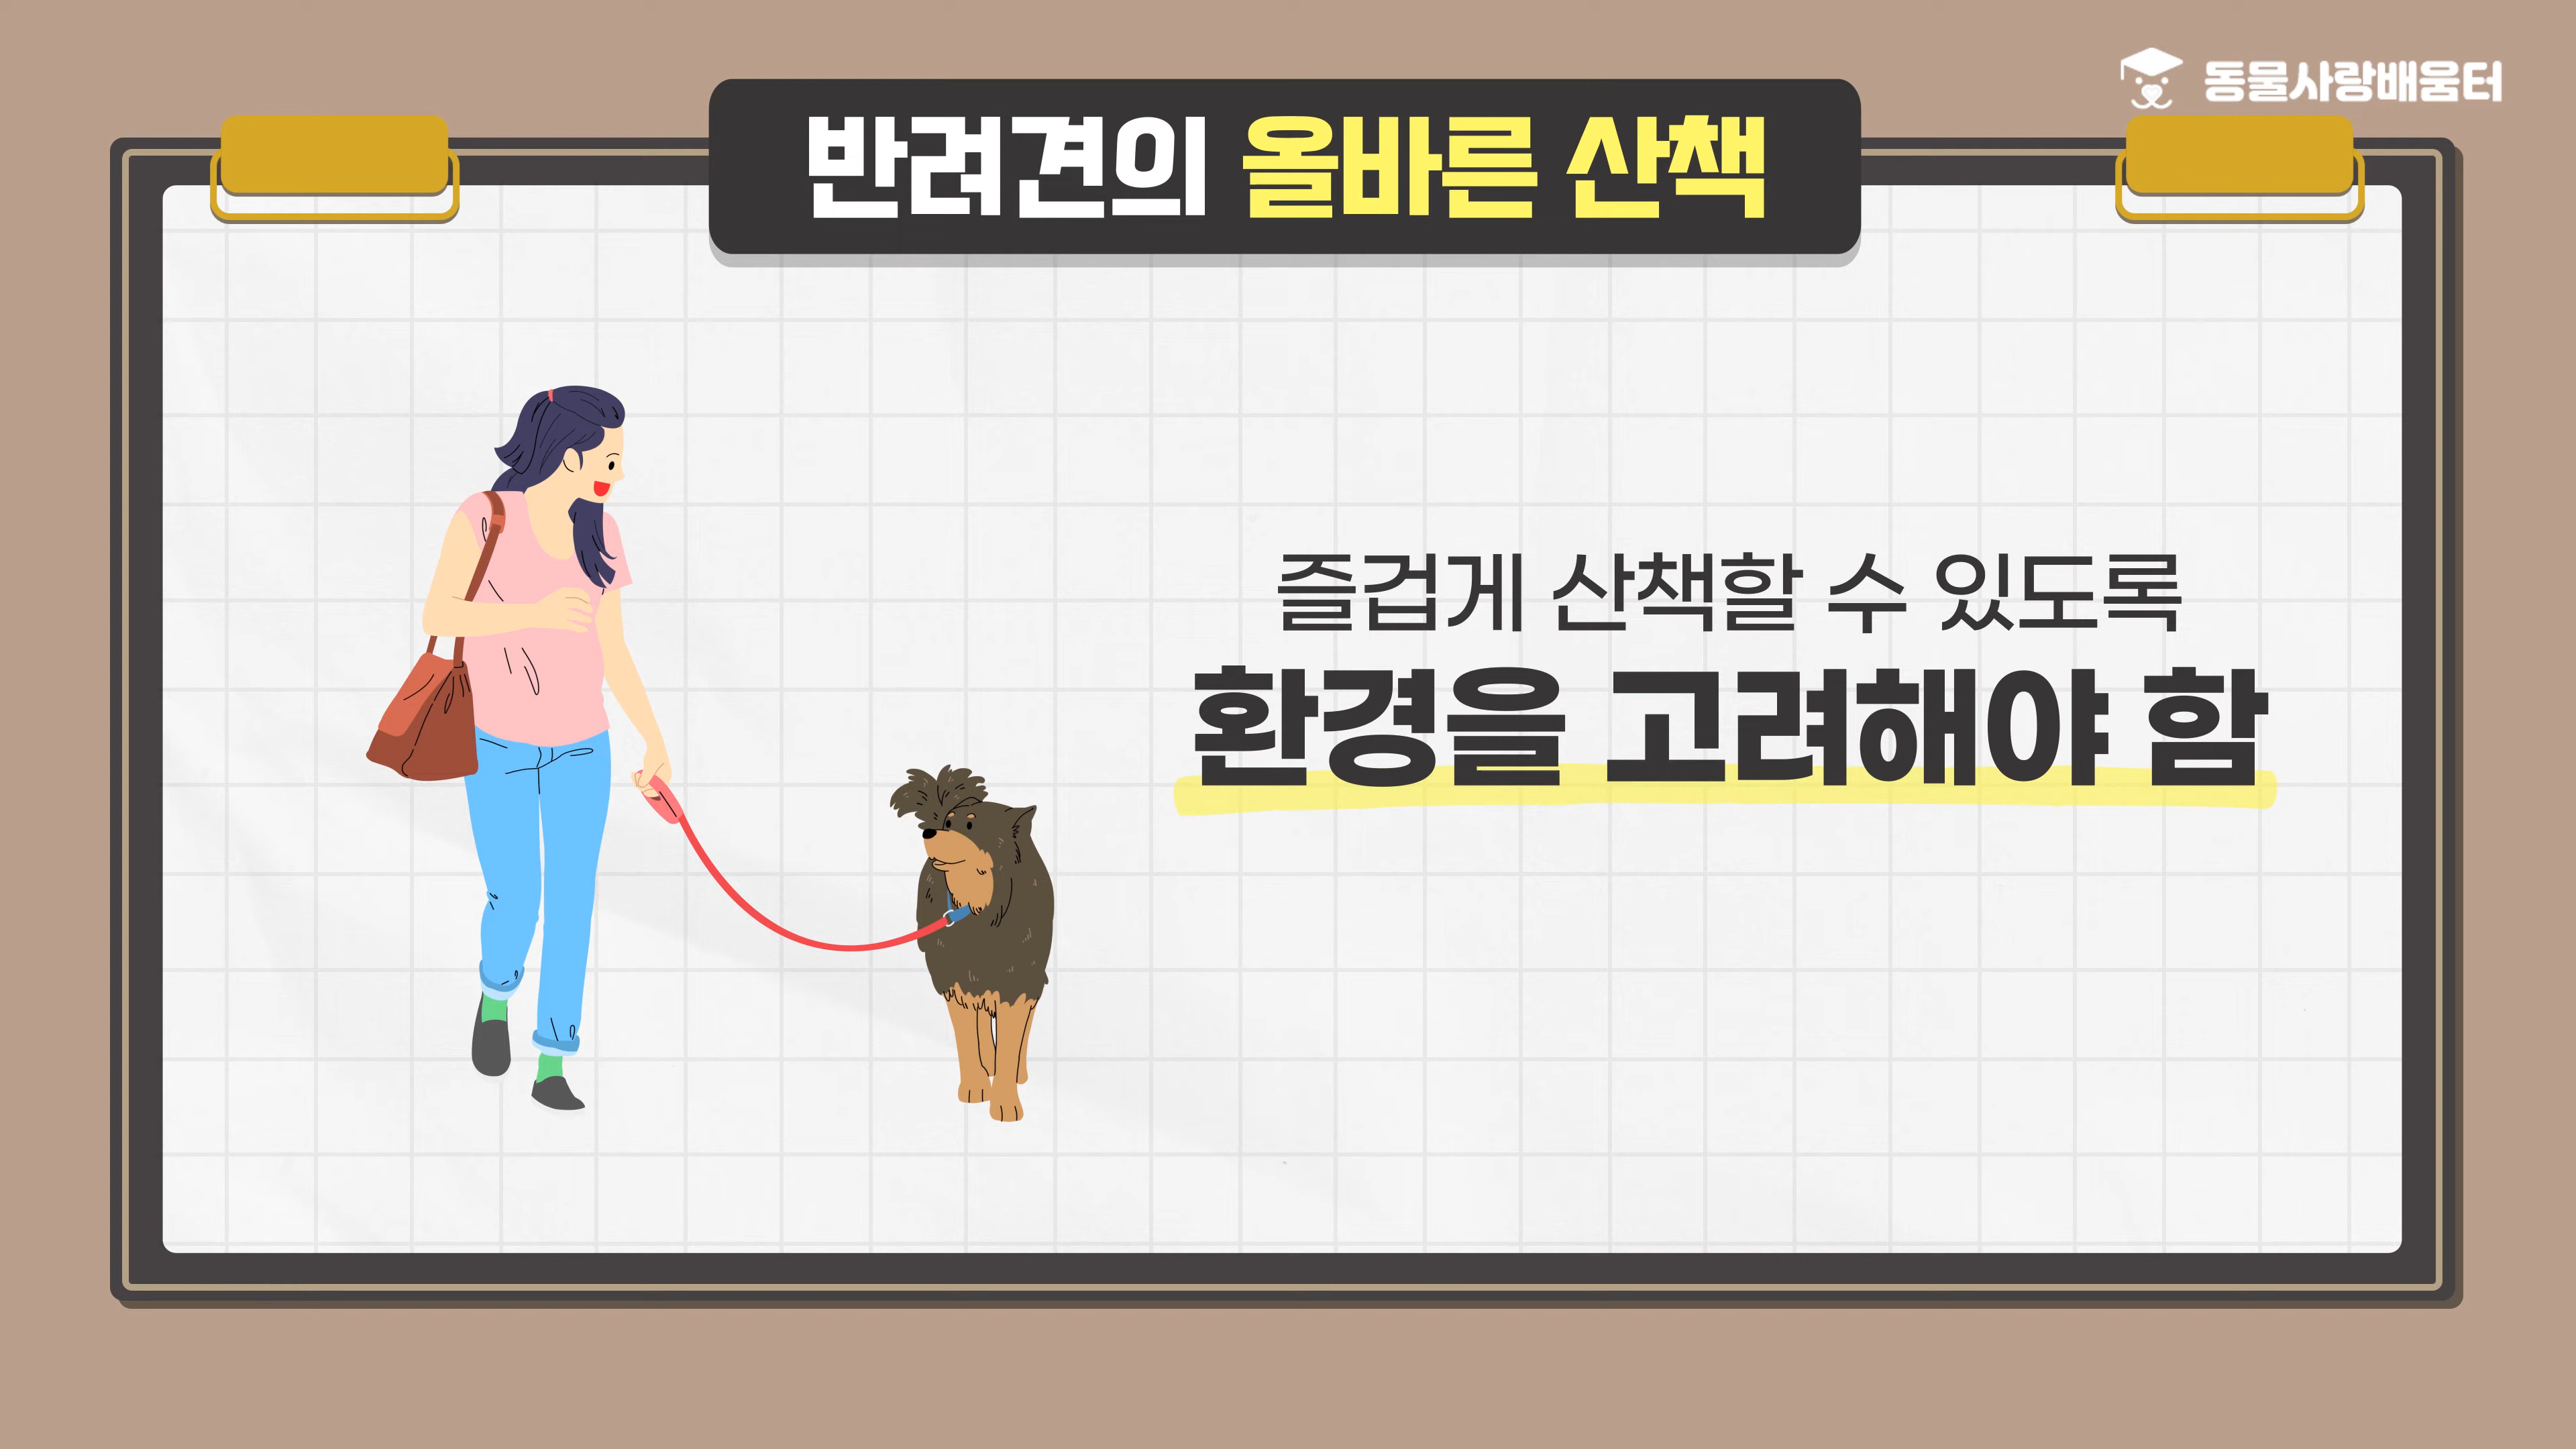 동물사랑배움터
반려견의 올바른 산책
즐겁게 산책할 수 있도록
환경을 고려해야 함